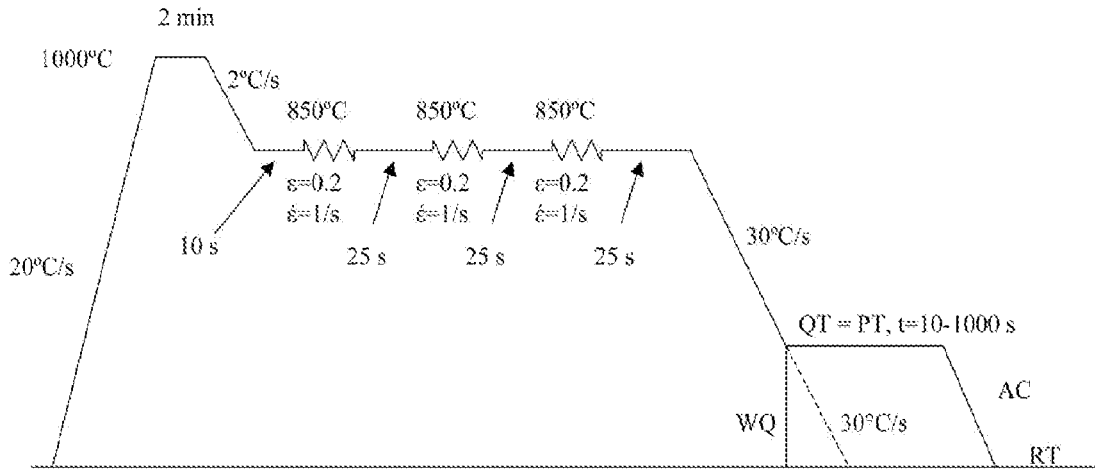 2 min
1000ºC
2ºC/s
850ºC 850ºC 850ºC
ε=0.2 ε=0.2 ε=0.2
έ=1/s έ=1/s έ=1/s
10 s
25 s 25 s 25 s
20ºC/s
30ºC/s
QT = PT, t=10-1000 s
AC
WQ
30°C/s
RT